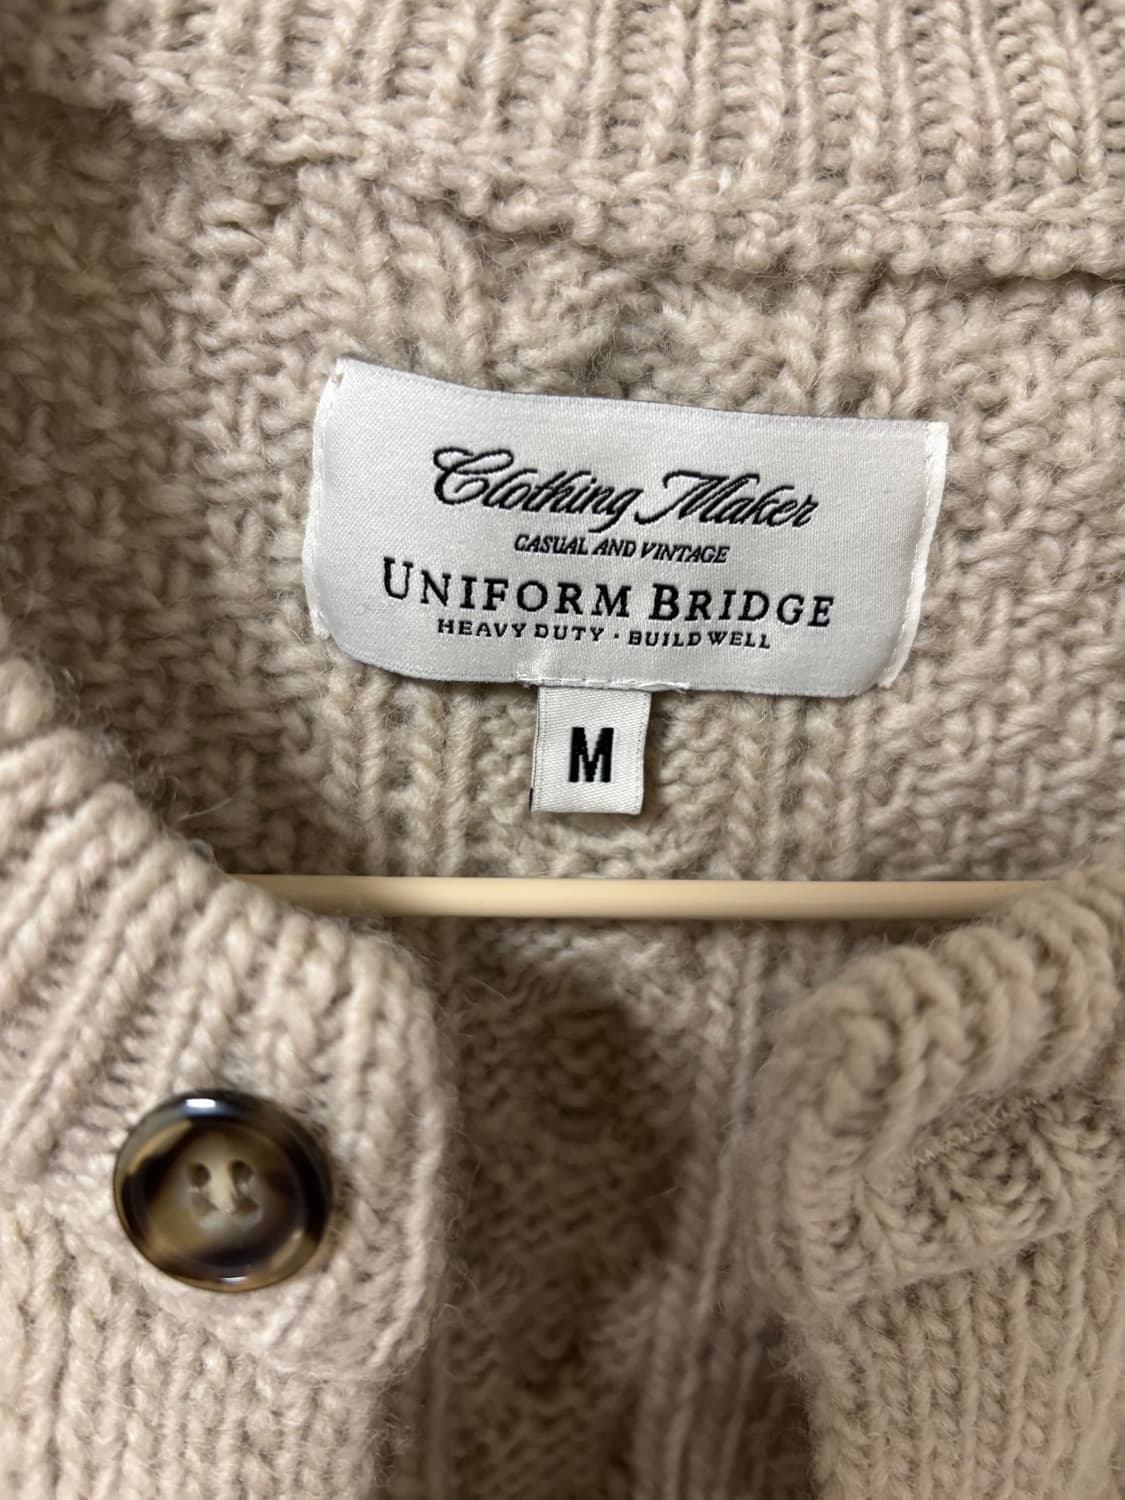 Clothing Maker
CASUAL AND VINTAGE
UNIFORM BRIDGE
HEAVY DUTY · BUILD WELL
M